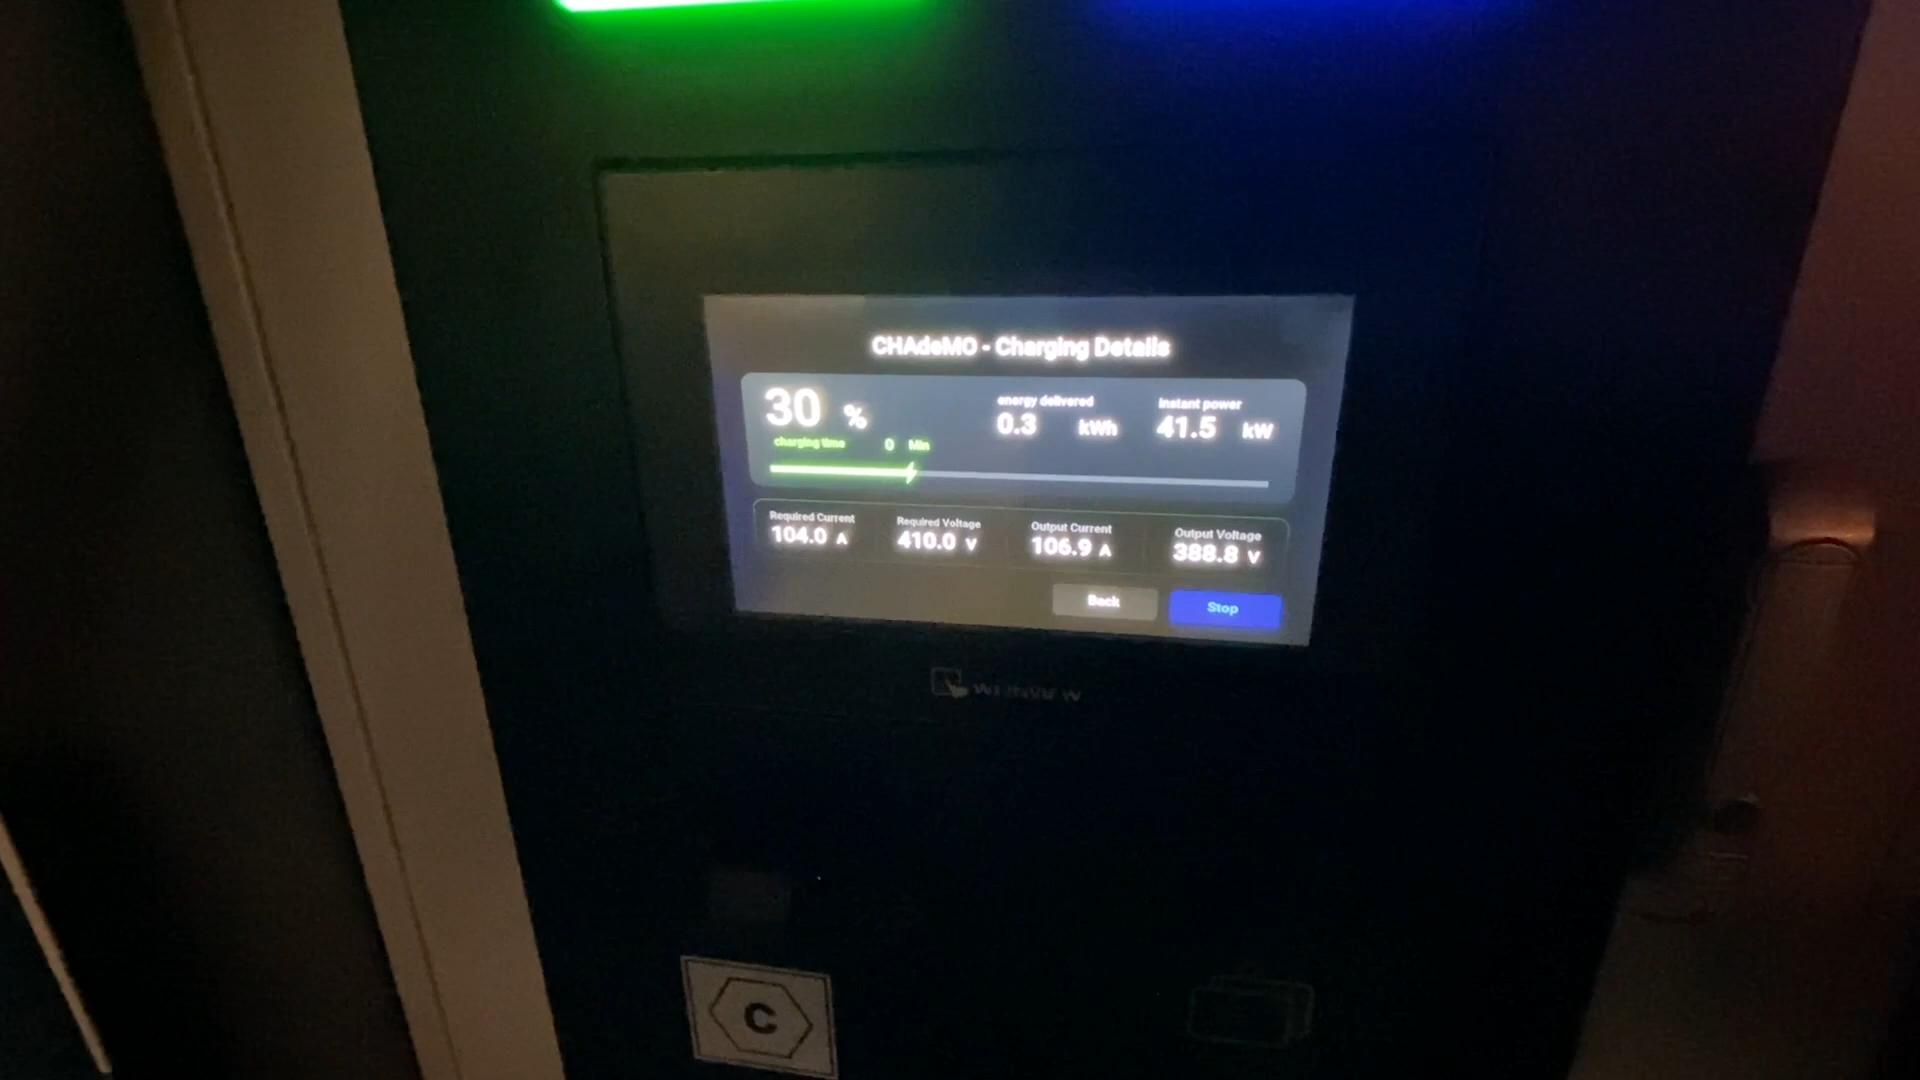 CHAdeMO - Charging Details
30 %
energy delivered
0.3 kWh
Instant power
41.5 kW
charging time 0 Min
Required Current
104.0 A
Required Voltage
410.0 V
Output Current
106.9 A
Output Voltage
388.8 V
Back
Stop
C